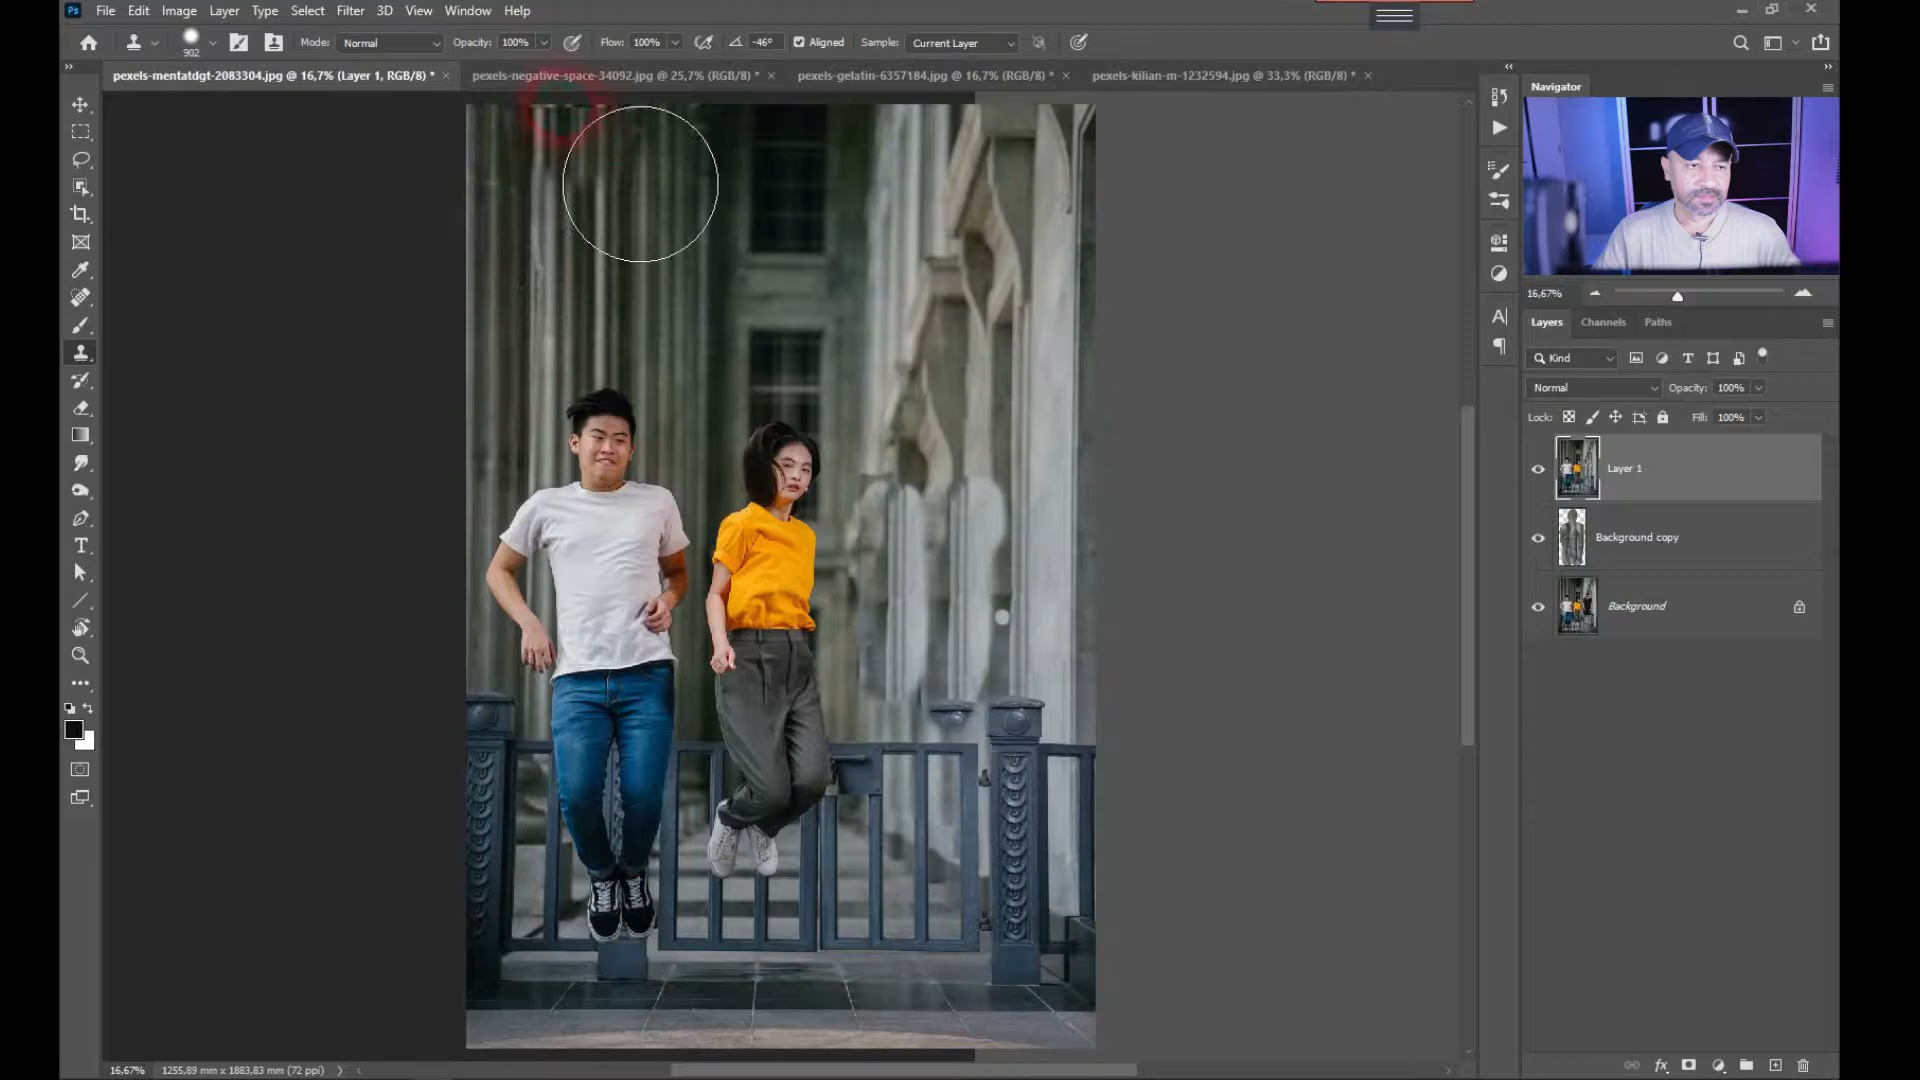 Ps File Edit Image Layer Type Select Filter 3D View Window Help
902 Mode: Normal Opacity: 100% Flow: 100% -46° Aligned Sample: Current Layer
pexels-mentatdgt-2083304.jpg @ 16,7% (Layer 1, RGB/8) * × pexels-negative-space-34092.jpg @ 25,7% (RGB/8) * × pexels-gelatin-6357184.jpg @ 16,7% (RGB/8) * × pexels-kilian-m-1232594.jpg @ 33,3% (RGB/8) * ×
Navigator
16,67%
Layers Channels Paths
Kind
Normal Opacity: 100%
Lock: Fill: 100%
Layer 1
Background copy
Background
fx
16,67% 1255,89 mm x 1883,83 mm (72 ppi)